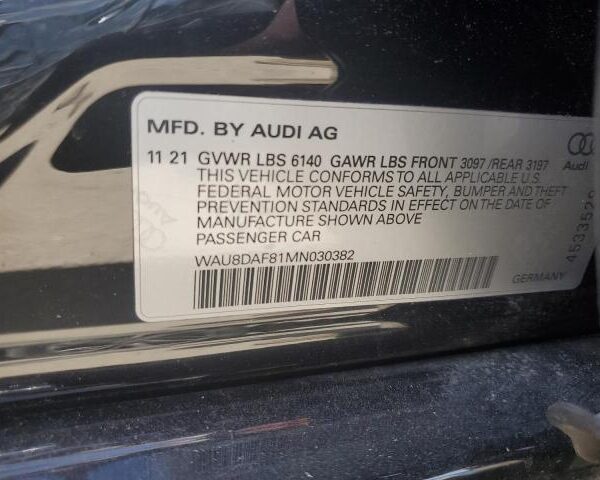 MFD. BY AUDI AG
11 21 GVWR LBS 6140 GAWR LBS FRONT 3097 /REAR 3197
THIS VEHICLE CONFORMS TO ALL APPLICABLE U.S.
FEDERAL MOTOR VEHICLE SAFETY, BUMPER AND THEFT
PREVENTION STANDARDS IN EFFECT ON THE DATE OF
MANUFACTURE SHOWN ABOVE
PASSENGER CAR
WAU8DAF81MN030382
GERMANY
Audi
Audi